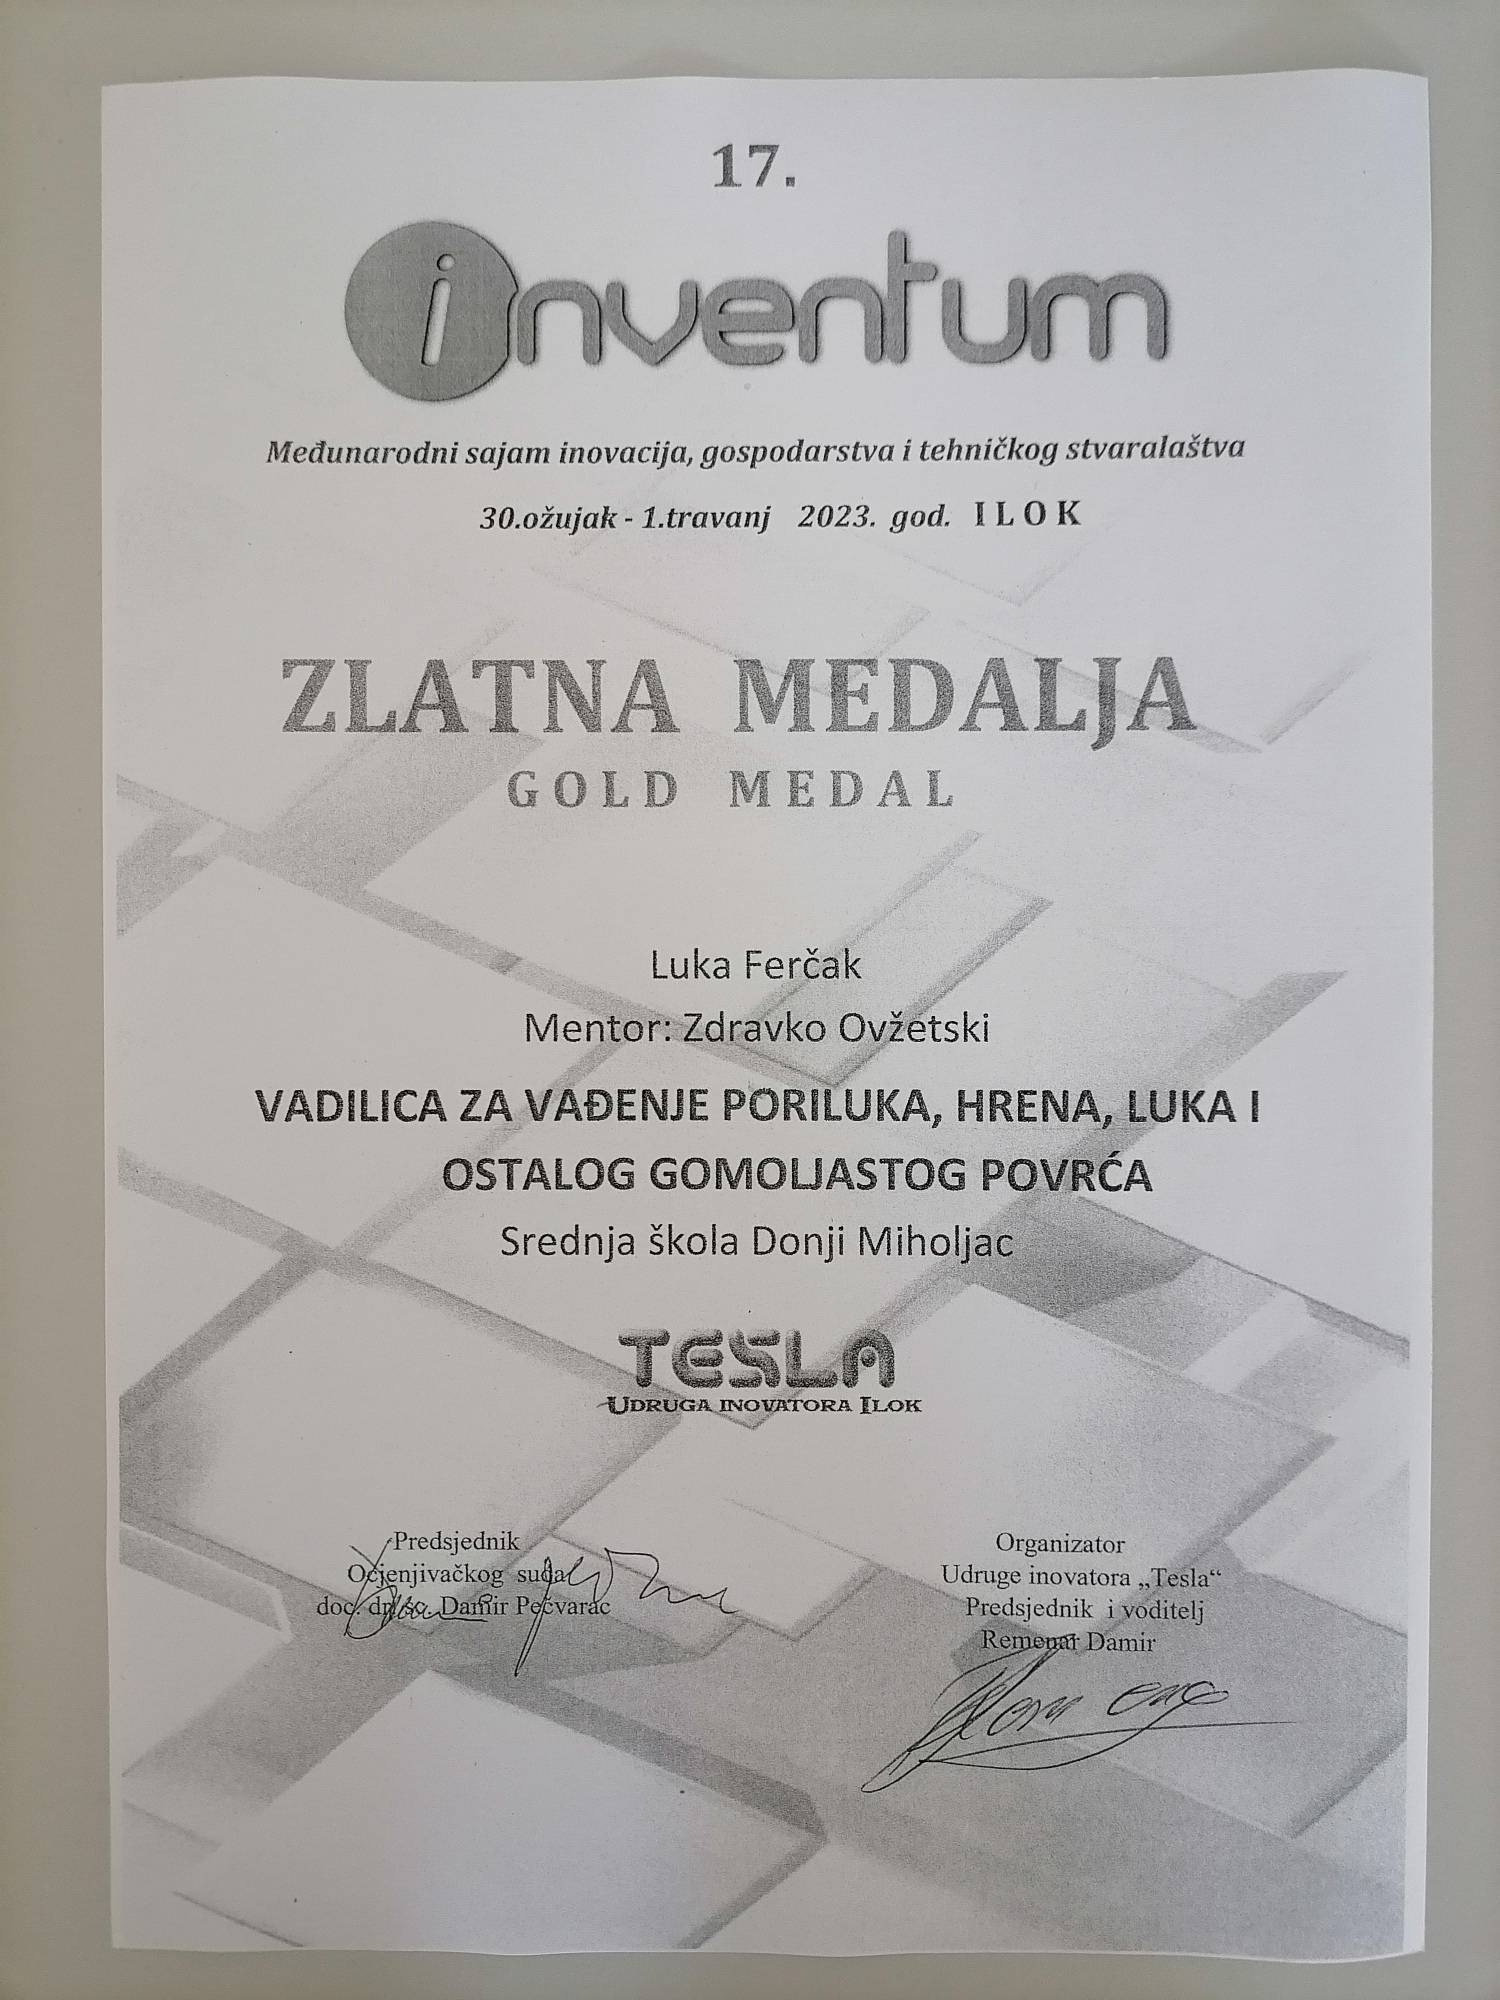 17.
inventum
Međunarodni sajam inovacija, gospodarstva i tehničkog stvaralaštva
30.ožujak - 1.travanj 2023. god. ILOK
ZLATNA MEDALJA
GOLD MEDAL
Luka Ferčak
Mentor: Zdravko Ovžetski
VADILICA ZA VAĐENJE PORILUKA, HRENA, LUKA I
OSTALOG GOMOLJASTOG POVRĆA
Srednja škola Donji Miholjac
TESLA
UDRUGA INOVATORA ILOK
Predsjednik
Ocjenjivačkog suda
doc. dr. sc. Damir Pečvarac
Organizator
Udruge inovatora „Tesla“
Predsjednik i voditelj
Remenar Damir